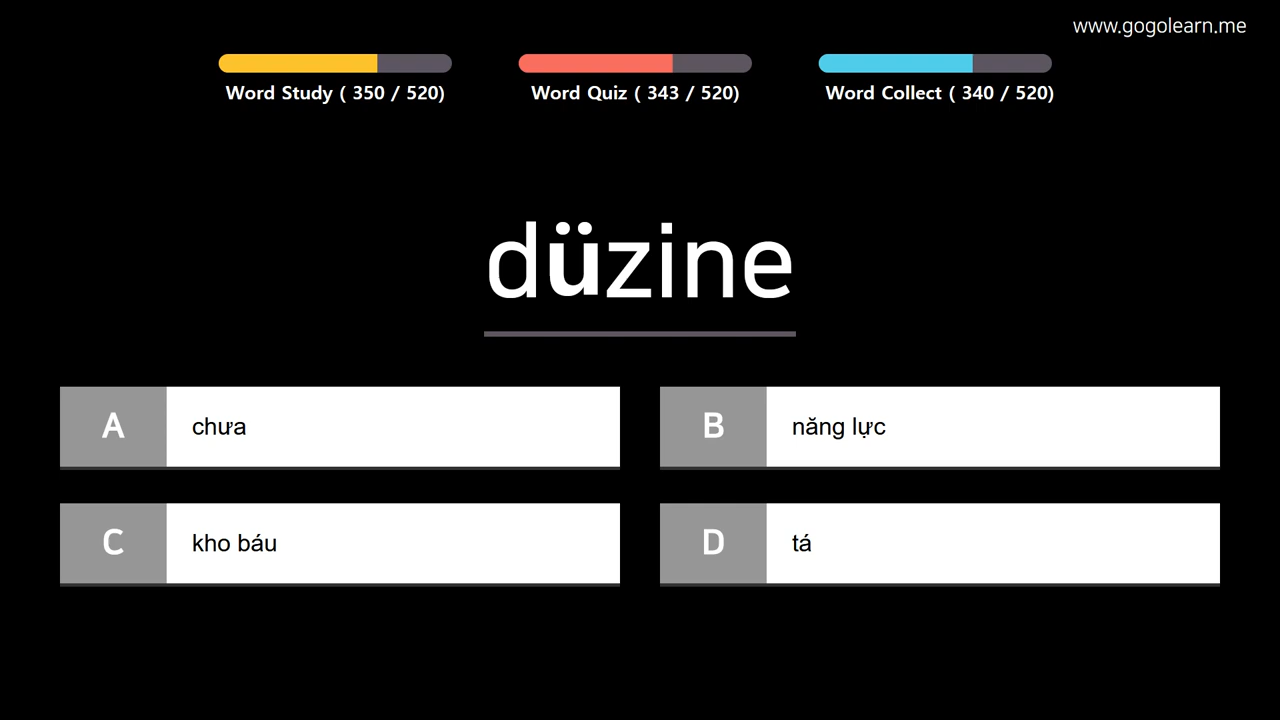 www.gogolearn.me
Word Study ( 350 / 520)
Word Quiz ( 343 / 520)
Word Collect ( 340 / 520)
düzine
A chưa
B năng lực
C kho báu
D tá